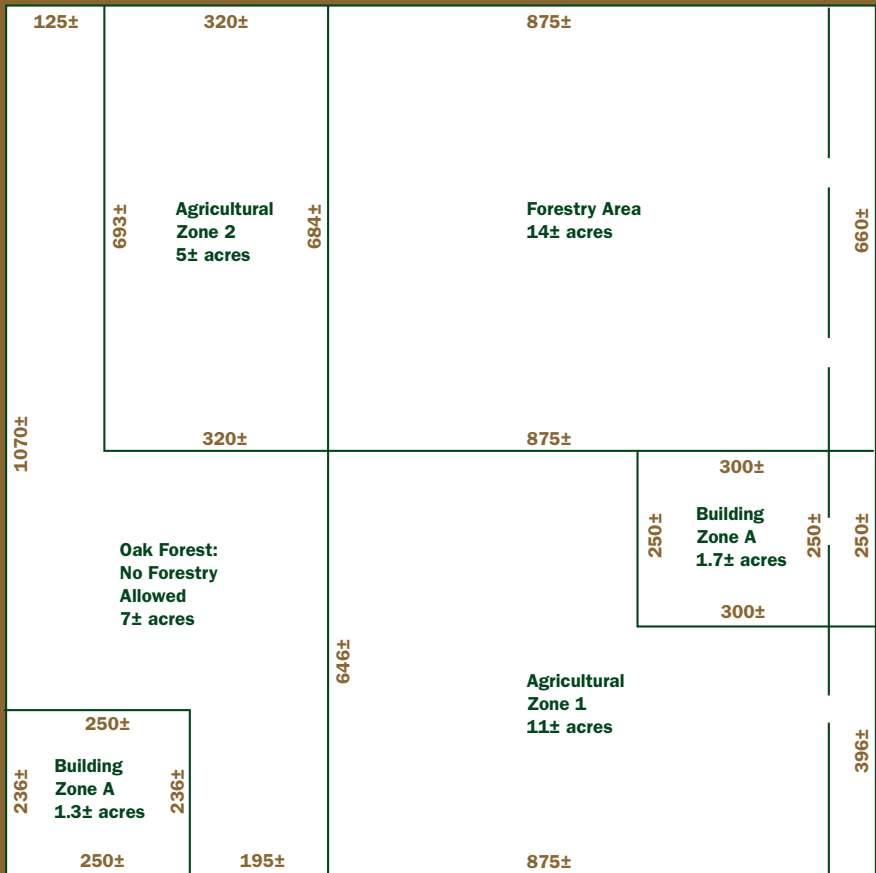 125±
320±
875±
693±
Agricultural
Zone 2
5± acres
684±
Forestry Area
14± acres
660±
1070±
320±
875±
300±
250±
Building
Zone A
1.7± acres
250±
250±
300±
Oak Forest:
No Forestry
Allowed
7± acres
646±
Agricultural
Zone 1
11± acres
396±
250±
236±
Building
Zone A
1.3± acres
236±
250±
195±
875±